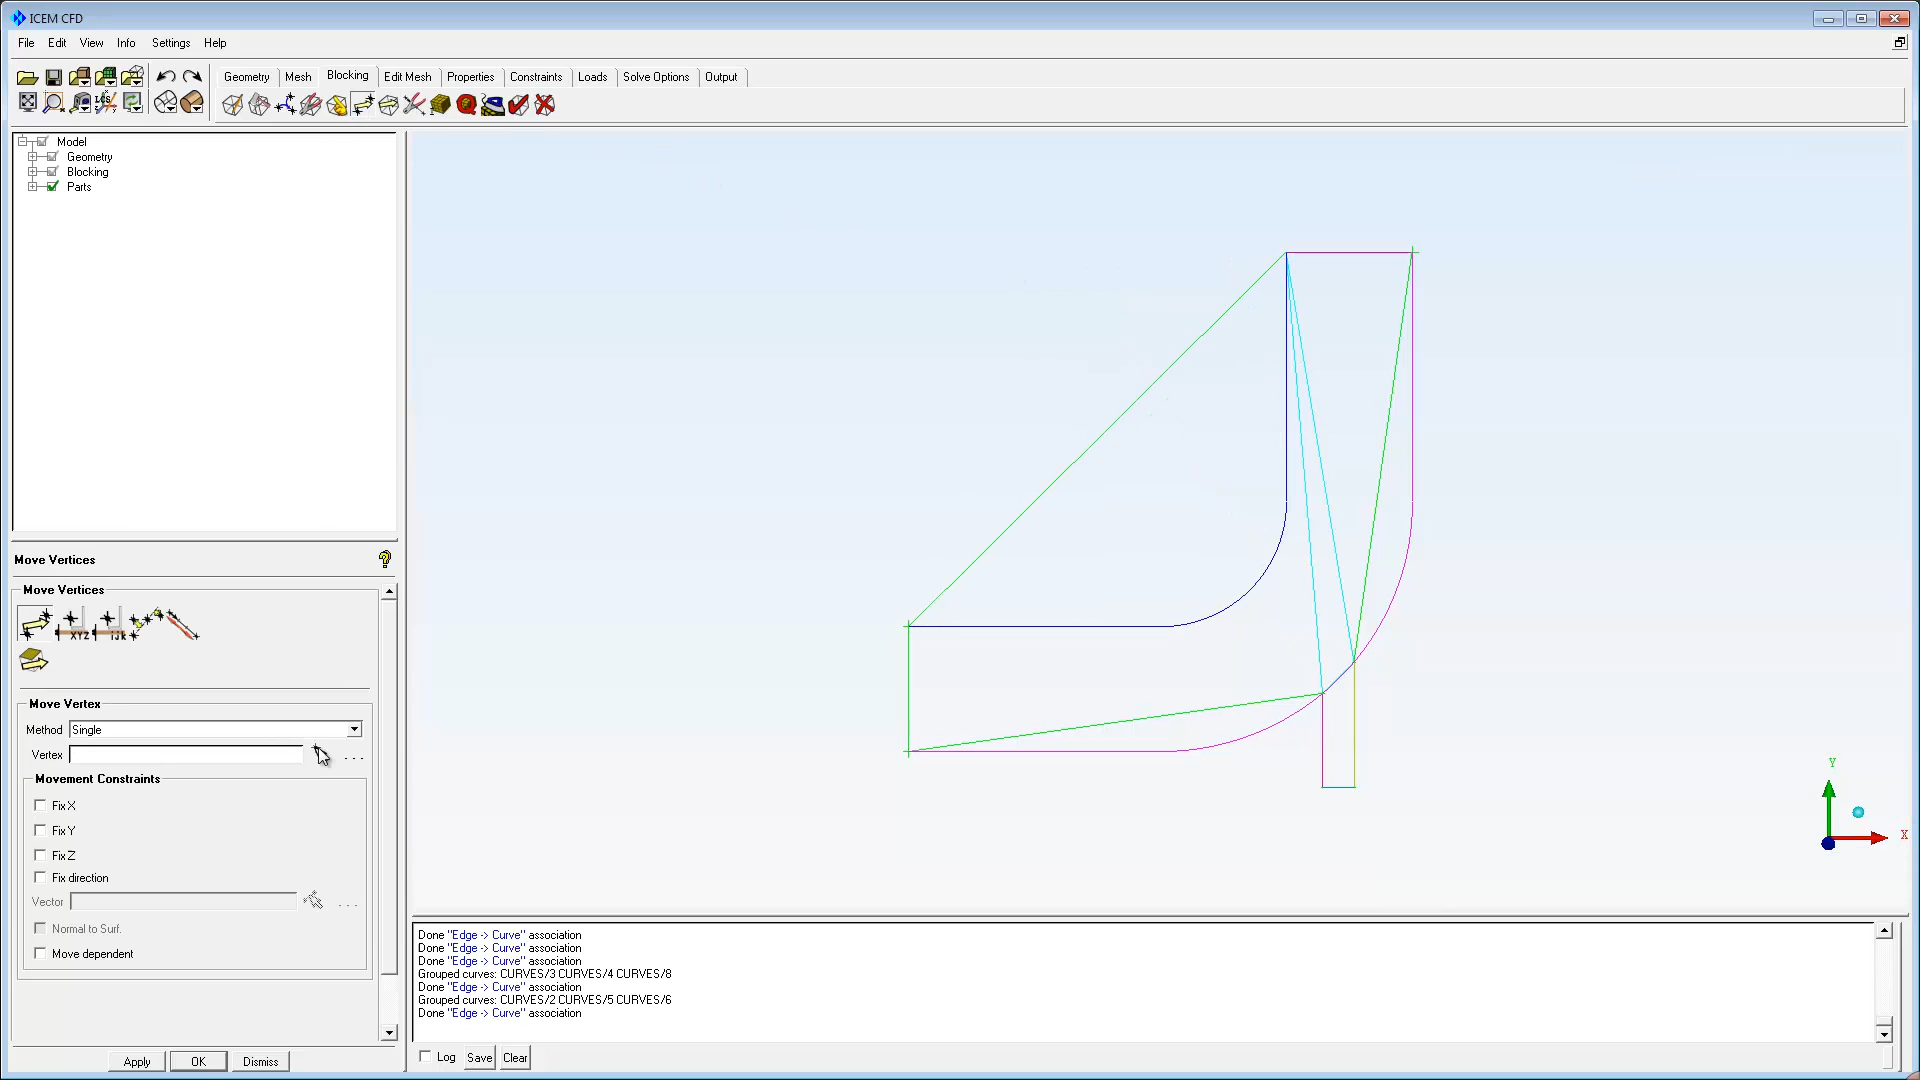 ICEM CFD
File Edit View Info Settings Help
Geometry Mesh Blocking Edit Mesh Properties Constraints Loads Solve Options Output
LCS
Model
Geometry
Blocking
Parts
Move Vertices
Move Vertices
XYZ IJK
Move Vertex
Method Single
Vertex ...
Movement Constraints
Fix X
Fix Y
Fix Z
Fix direction
Vector ...
Normal to Surf.
Move dependent
Apply OK Dismiss
Y
X
Done "Edge -> Curve" association
Done "Edge -> Curve" association
Done "Edge -> Curve" association
Grouped curves: CURVES/3 CURVES/4 CURVES/8
Done "Edge -> Curve" association
Grouped curves: CURVES/2 CURVES/5 CURVES/6
Done "Edge -> Curve" association
Log Save Clear